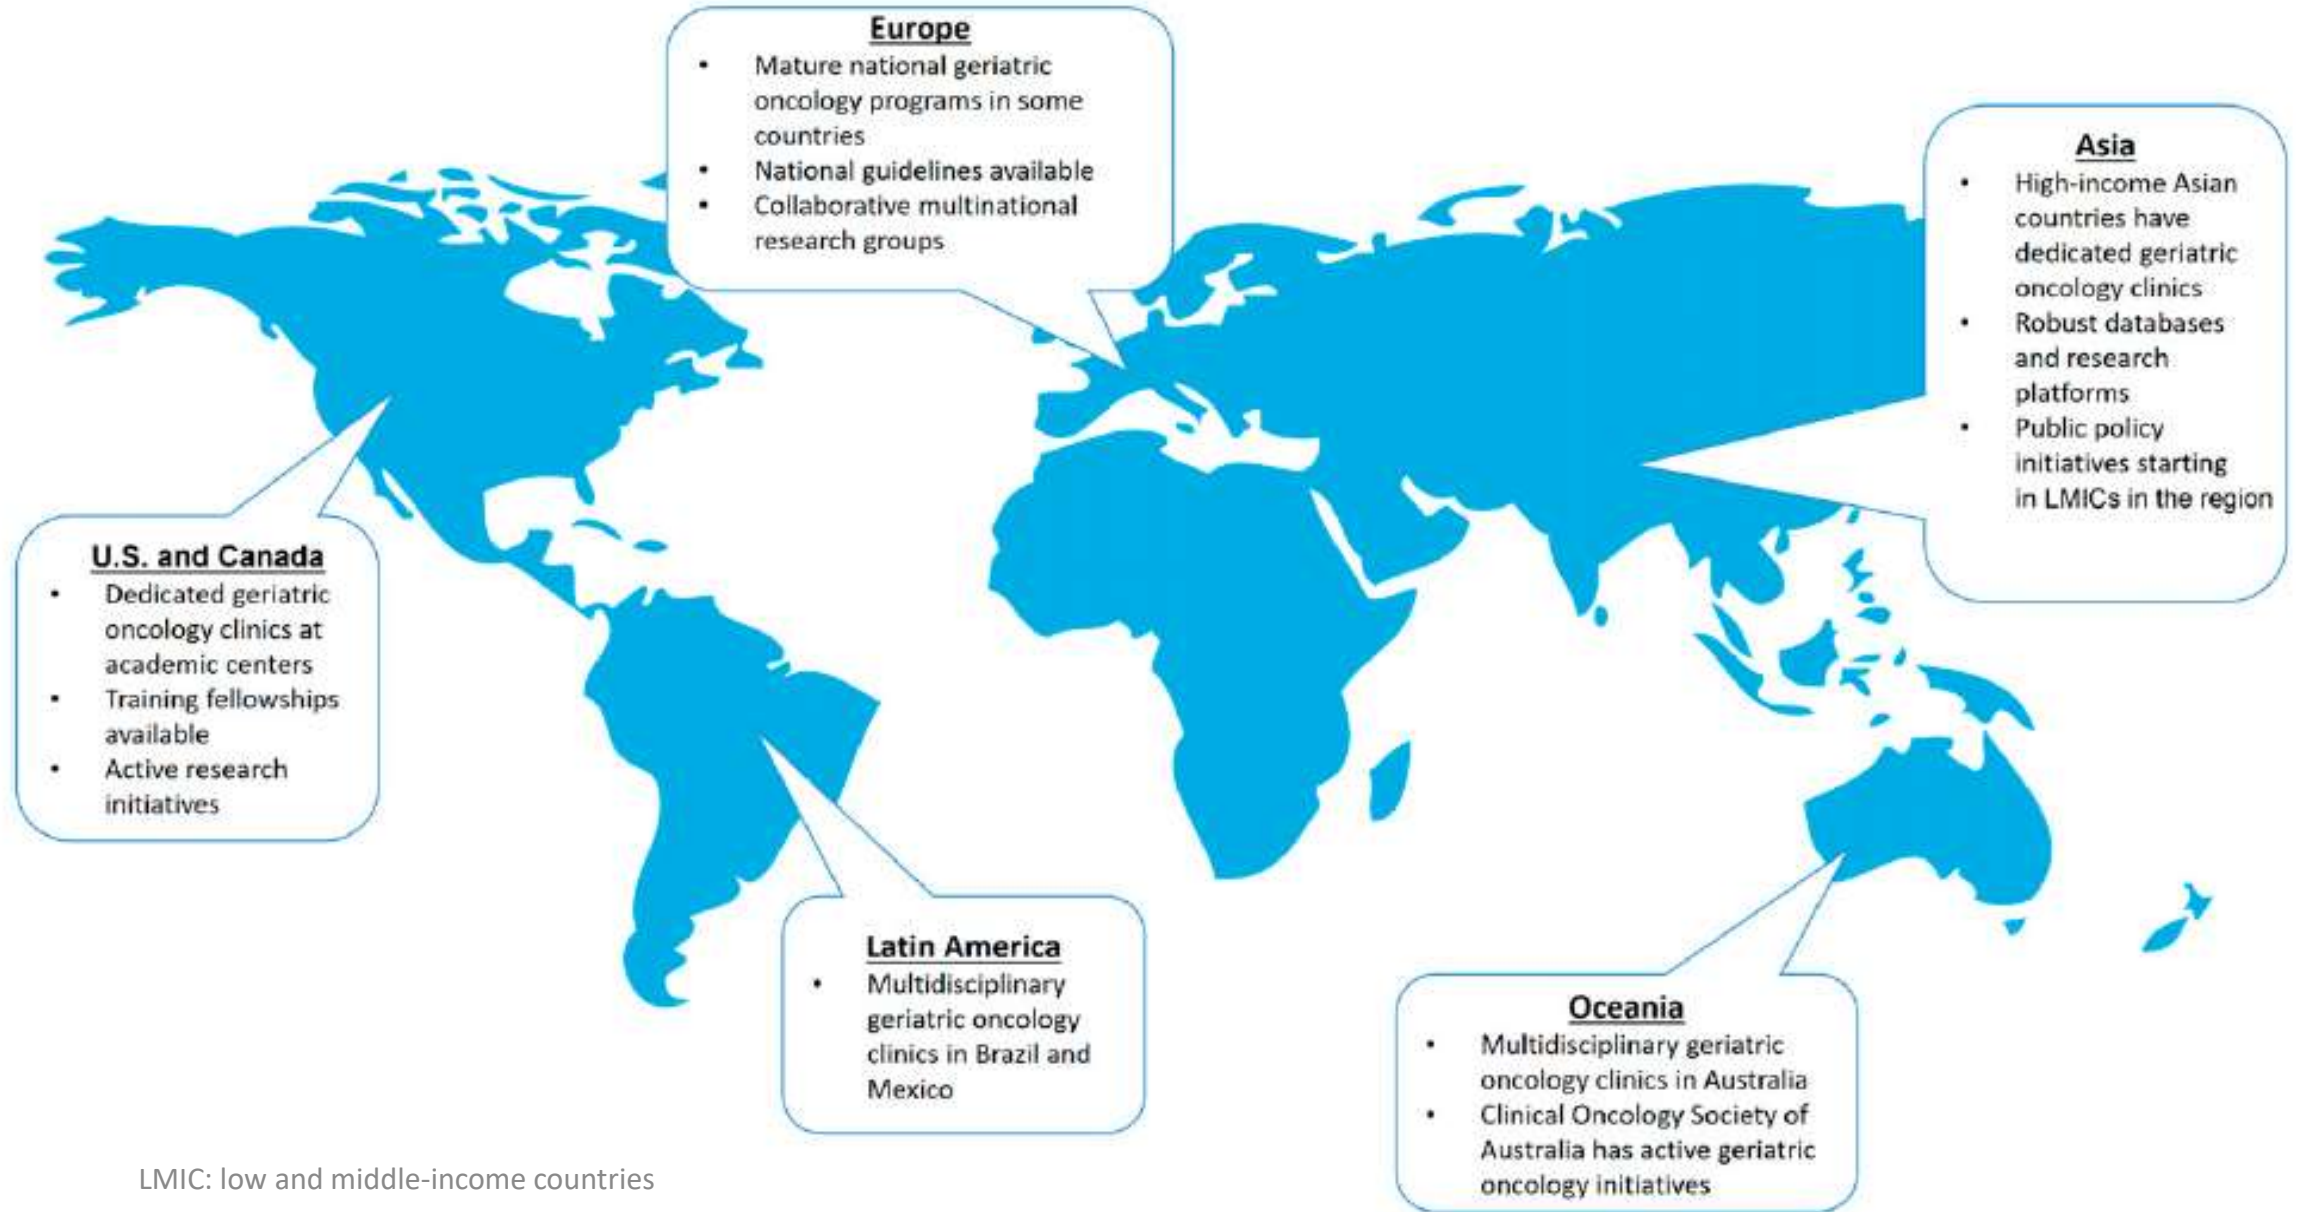 Europe
• Mature national geriatric
oncology programs in some
countries
• National guidelines available
• Collaborative multinational
research groups
Asia
• High-income Asian
countries have
dedicated geriatric
oncology clinics
• Robust databases
and research
platforms
• Public policy
initiatives starting
in LMICs in the region
U.S. and Canada
• Dedicated geriatric
oncology clinics at
academic centers
• Training fellowships
available
• Active research
initiatives
Latin America
• Multidisciplinary
geriatric oncology
clinics in Brazil and
Mexico
Oceania
• Multidisciplinary geriatric
oncology clinics in Australia
• Clinical Oncology Society of
Australia has active geriatric
oncology initiatives
LMIC: low and middle-income countries